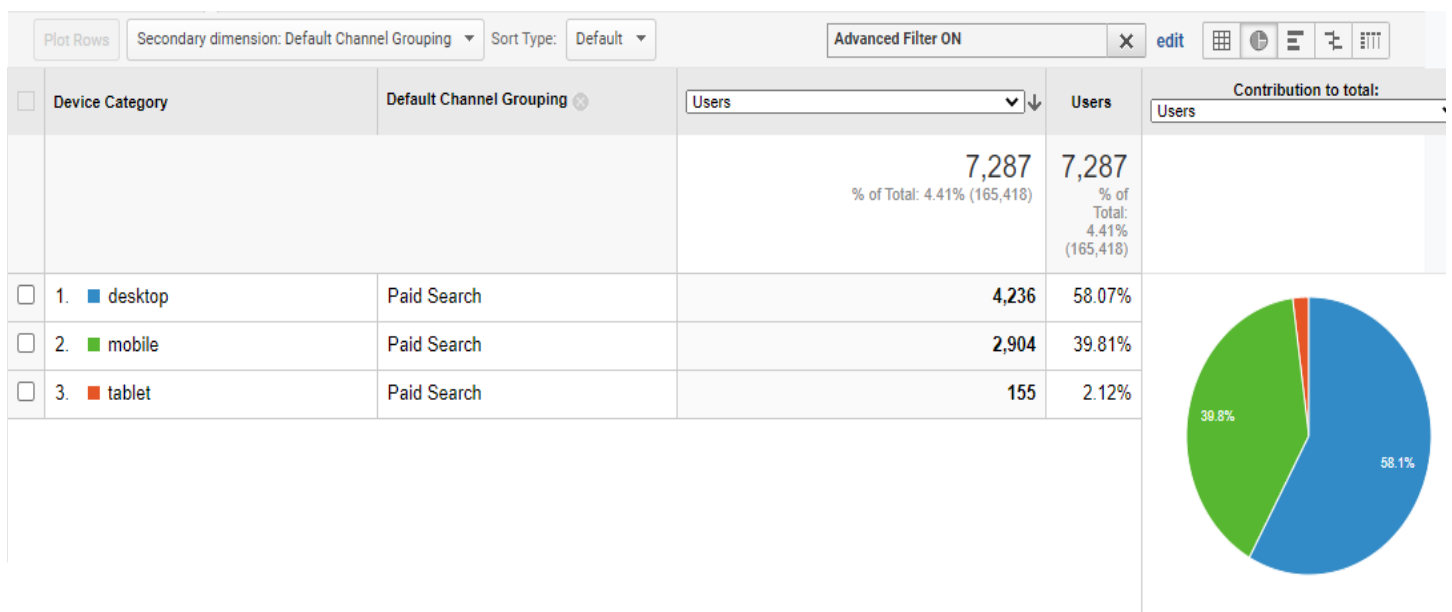 Plot Rows Secondary dimension: Default Channel Grouping Sort Type: Default Advanced Filter ON edit
Device Category Default Channel Grouping Users Users Contribution to total:
Users
7,287 7,287
% of Total: 4.41% (165,418) % of
Total:
4.41%
(165,418)
1. desktop Paid Search 4,236 58.07%
2. mobile Paid Search 2,904 39.81%
3. tablet Paid Search 155 2.12%
39.8%
58.1%